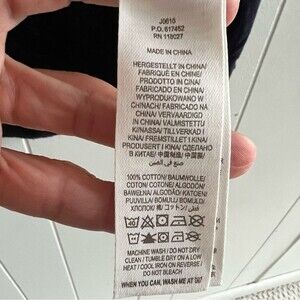 J0616
P.O. 617452
RN 118027
MADE IN CHINA
HERGESTELLT IN CHINA/
FABRIQUÉ EN CHINE/
PRODOTTO IN CINA/
FABRICADO EN CHINA/
WYPRODUKOWANO W
CHINACH/ FABRICADO NA
CHINA/ VERVAARDIGD
IN CHINA/ VALMISTETTU
KIINASSA/ TILLVERKAD I
KINA/ FREMSTILLET I KINA/
PRODUSERT I KINA/ СДЕЛАНО
В КИТАЕ/ 中国制造/ 中國製造/
صنع في الصين
100% COTTON/ BAUMWOLLE/
COTON/ COTONE/ ALGODÓN/
BAWEŁNA/ ALGODÃO/ KATOEN/
PUUVILLA/ BOMULL/ BOMULD/
ХЛОПОК/ 棉/ COTTON/ قطن
MACHINE WASH / DO NOT DRY
CLEAN / TUMBLE DRY ON A LOW
HEAT / COOL IRON ON REVERSE /
DO NOT BLEACH
WHEN YOU CAN, WASH ME AT